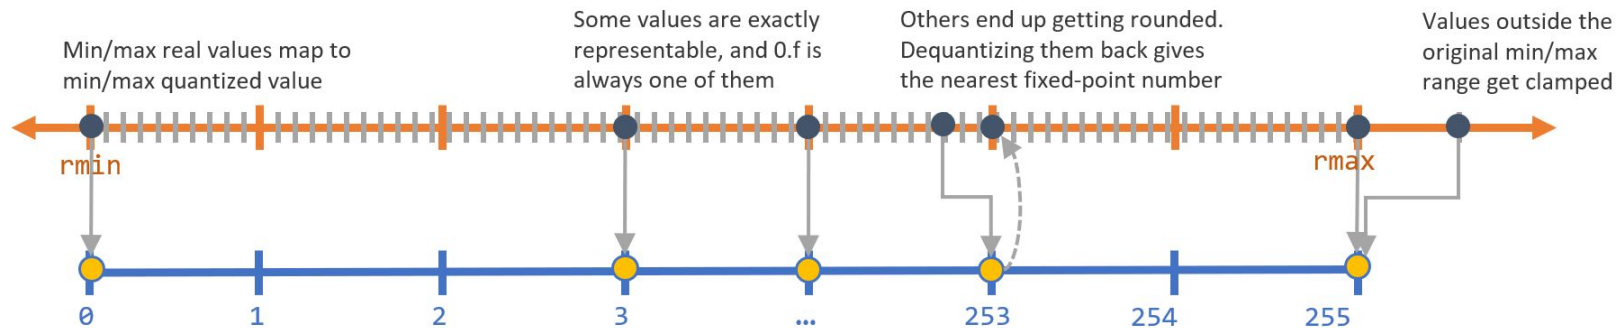 Min/max real values map to
min/max quantized value
Some values are exactly
representable, and 0.f is
always one of them
Others end up getting rounded.
Dequantizing them back gives
the nearest fixed-point number
Values outside the
original min/max
range get clamped
rmin
rmax
0
1
2
3
...
253
254
255